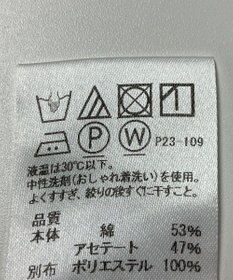 P W P23-109
液温は30℃以下。
中性洗剤(おしゃれ着洗い)を使用。
よくすすぎ、絞りの後すぐに干すこと。
品質
本体 綿 53%
アセテート 47%
別布 ポリエステル 100%